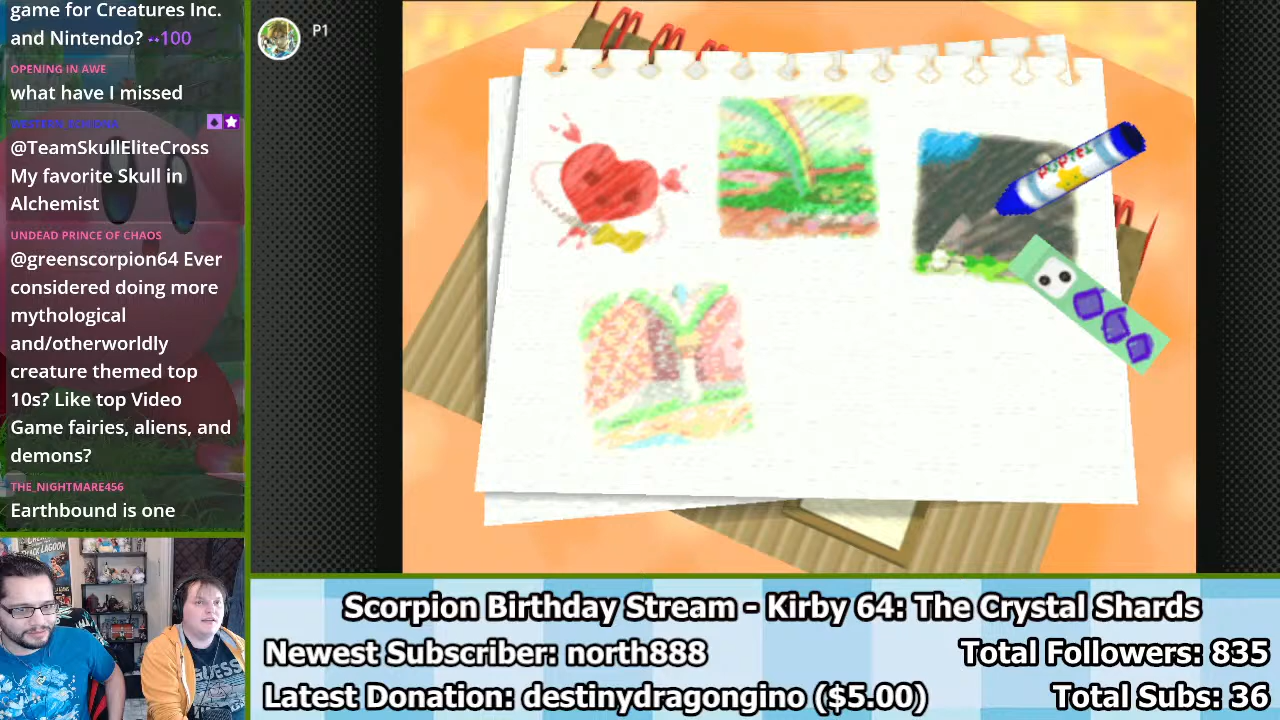 game for Creatures Inc.
and Nintendo? 100
OPENING IN AWE
what have I missed
@TeamSkullEliteCross
My favorite Skull in
Alchemist
UNDEAD PRINCE OF CHAOS
@greenscorpion64 Ever
considered doing more
mythological
and/otherworldly
creature themed top
10s? Like top Video
Game fairies, aliens, and
demons?
THE_NIGHTMARE456
Earthbound is one
P1
GUESS
Scorpion Birthday Stream - Kirby 64: The Crystal Shards
Newest Subscriber: north888
Total Followers: 835
Latest Donation: destinydragongino ($5.00)
Total Subs: 36